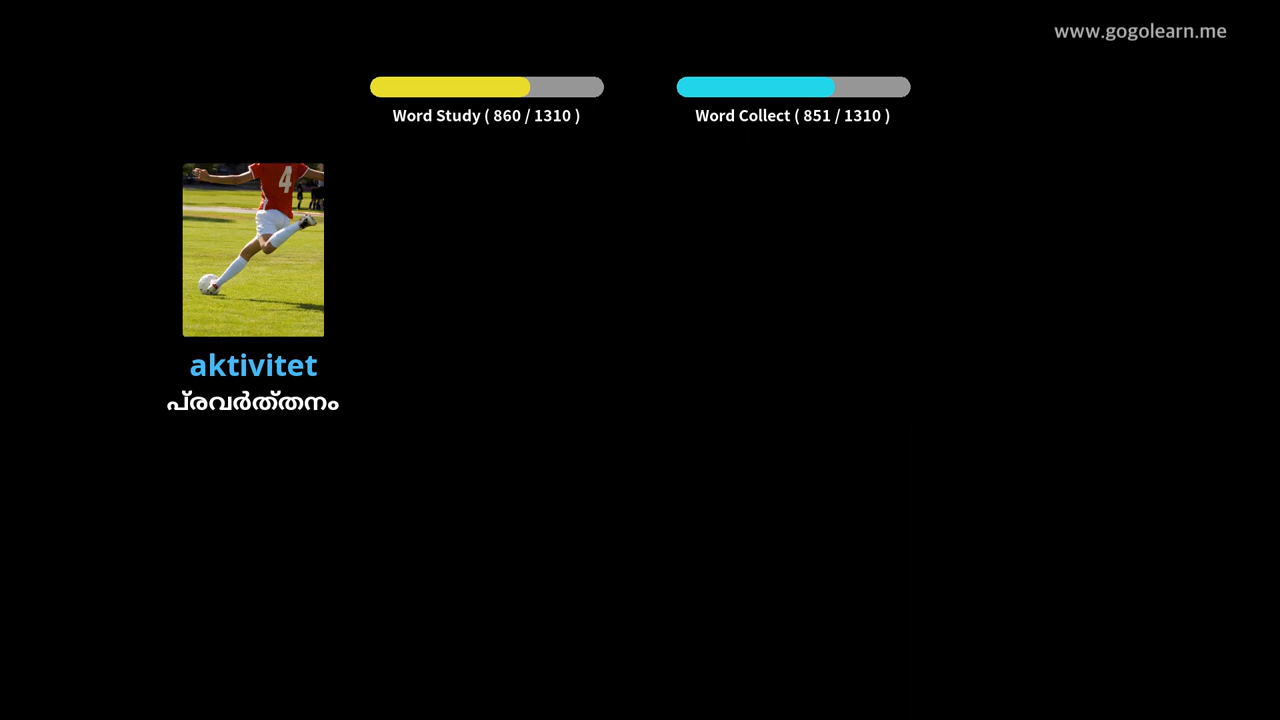 www.gogolearn.me
Word Study ( 860 / 1310 )
Word Collect ( 851 / 1310 )
4
aktivitet
പ്രവർത്തനം